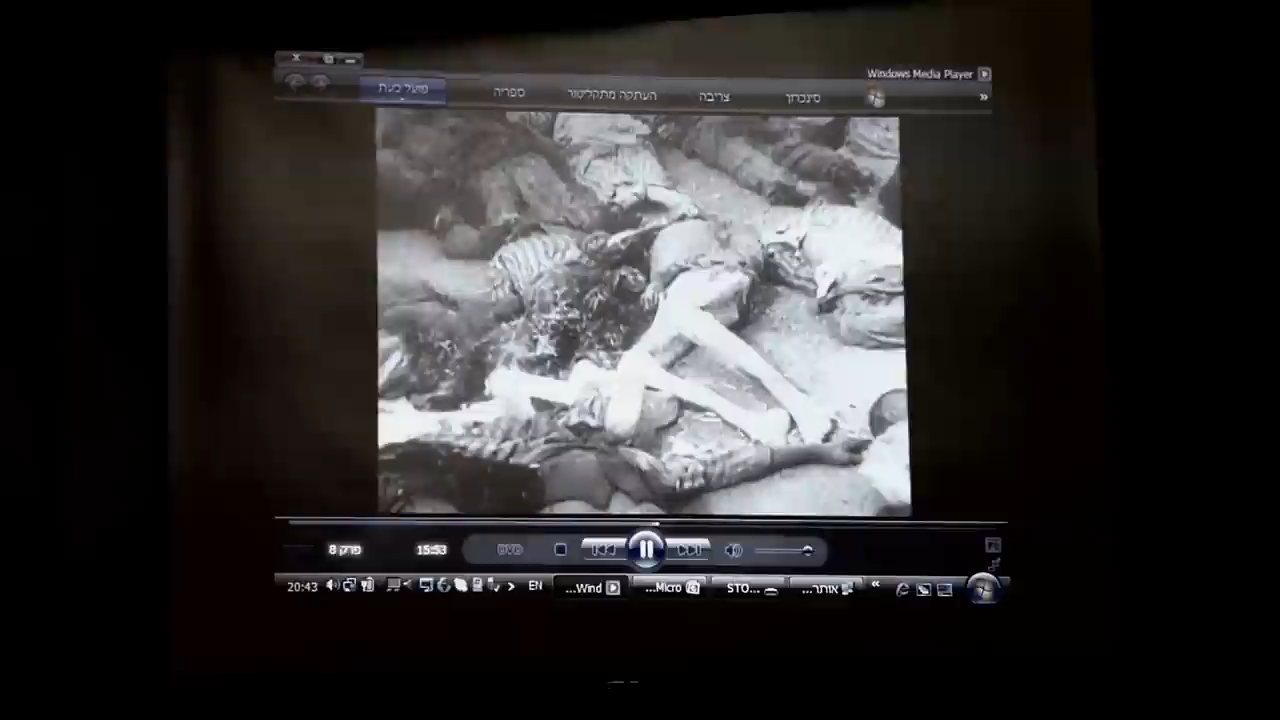 Windows Media Player
פועל כעת ספריה העתקה מתקליטור צריבה סינכרון
פרק 8 15:53 DVD
20:43 EN ...Wind ...Micro STO... ...אותר